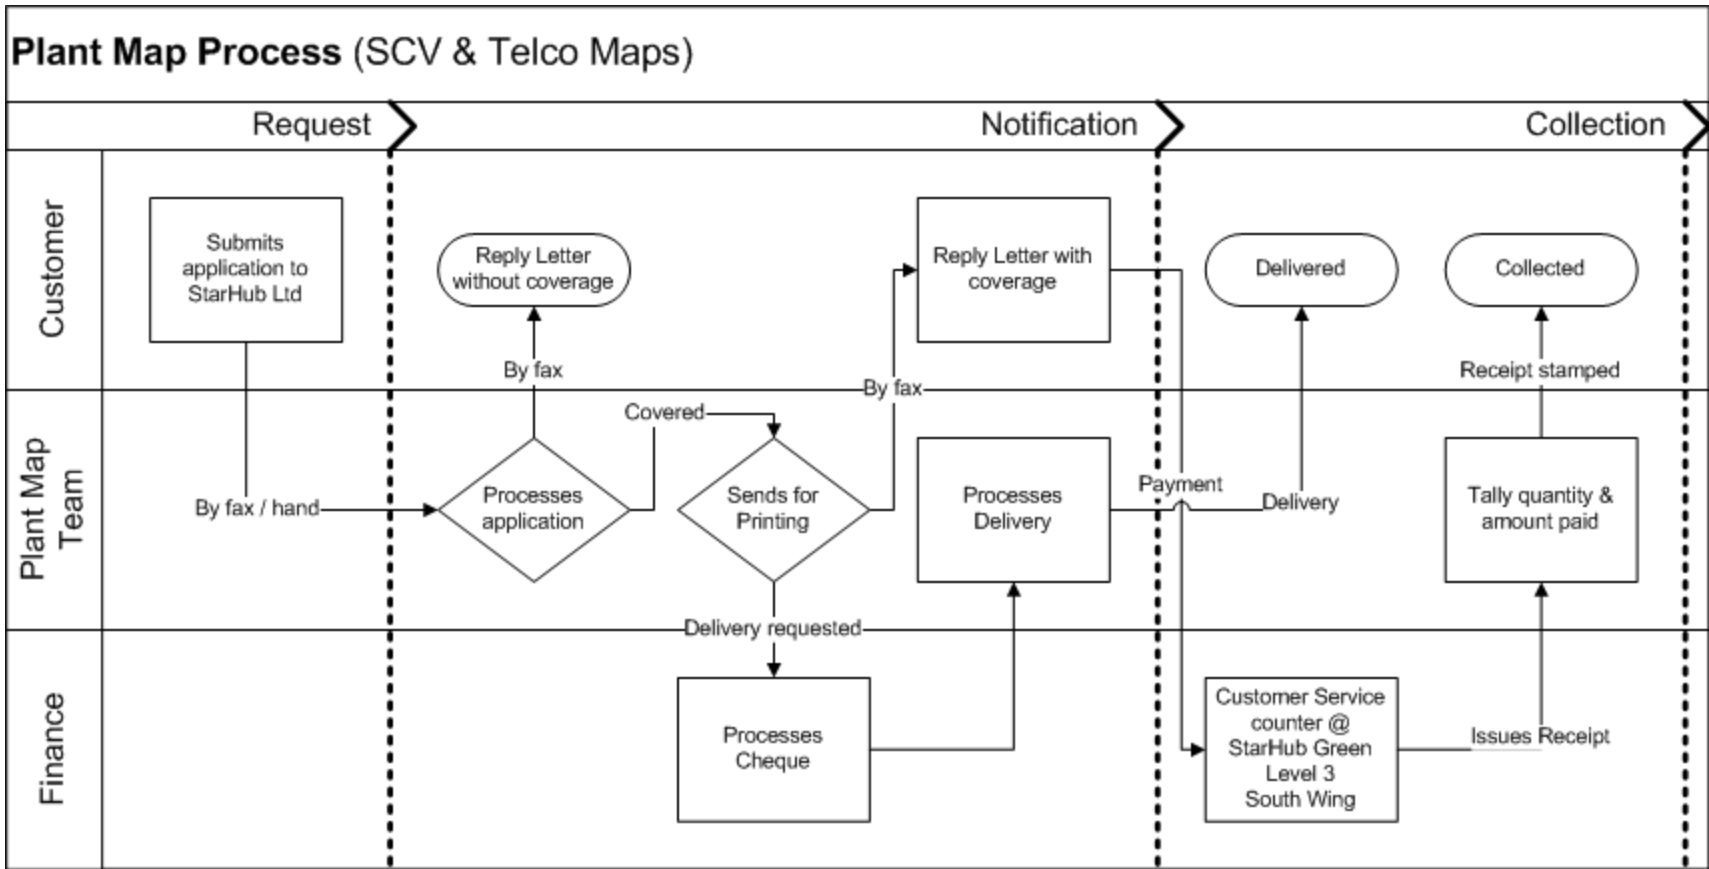 Plant Map Process (SCV & Telco Maps)
Request
Notification
Collection
Customer
Submits
application to
StarHub Ltd
Reply Letter
without coverage
Reply Letter with
coverage
Delivered
Collected
By fax
By fax
Receipt stamped
Plant Map
Team
Covered
By fax / hand
Processes
application
Sends for
Printing
Processes
Delivery
Payment
Delivery
Tally quantity &
amount paid
Delivery requested
Finance
Processes
Cheque
Customer Service
counter @
StarHub Green
Level 3
South Wing
Issues Receipt